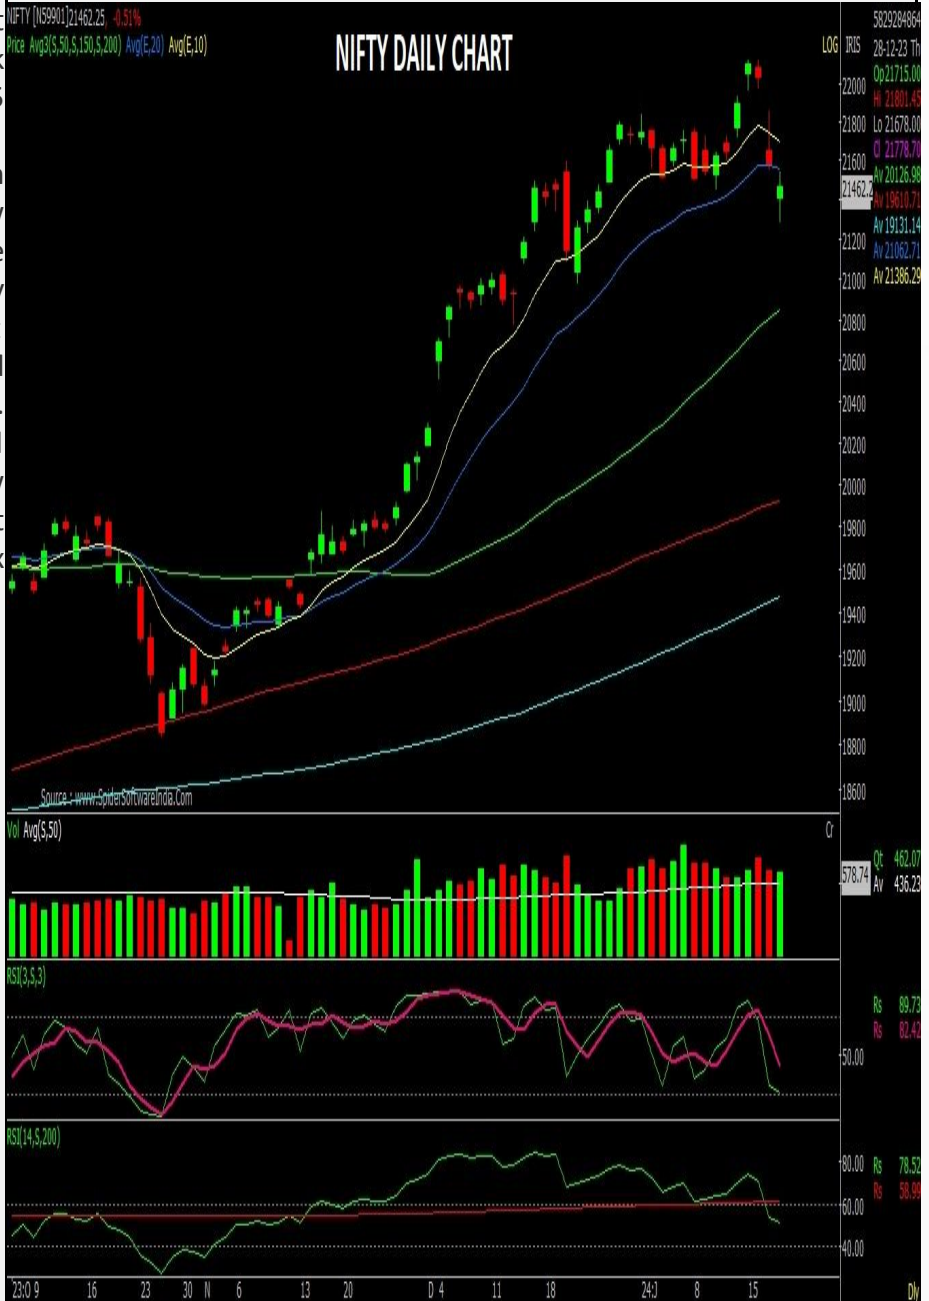 NIFTY [N59901]21462.25, -0.51%
Price Avg3(S,50,S,150,S,200) Avg(E,20) Avg(E,10)
NIFTY DAILY CHART
LOG IRIS
5829284864
28-12-23 Th
Op21715.00
Hi 21801.45
Lo 21678.00
Cl 21778.70
Av 20126.98
Av 19610.71
Av 19131.14
Av 21062.71
Av 21386.29
22000
21800
21600
21462.2
21200
21000
20800
20600
20400
20200
20000
19800
19600
19400
19200
19000
18800
18600
Source : www.SpiderSoftwareIndia.Com
Vol Avg(S,50)
Cr
578.74
Qt 462.07
Av 436.23
RSI(3,S,3)
Rs 89.73
Rs 82.42
50.00
RSI(14,S,200)
80.00
60.00
40.00
Rs 78.52
Rs 58.99
23:O 9 16 23 30 N 6 13 20 D 4 11 18 24:J 8 15
Dly